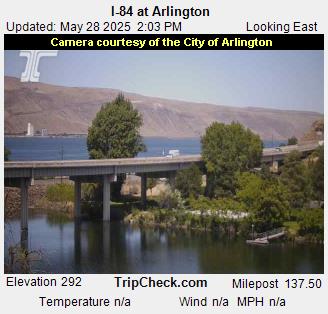 I-84 at Arlington
Updated: May 28 2025 2:03 PM Looking East
Camera courtesy of the City of Arlington
Elevation 292 TripCheck.com Milepost 137.50
Temperature n/a Wind n/a MPH n/a